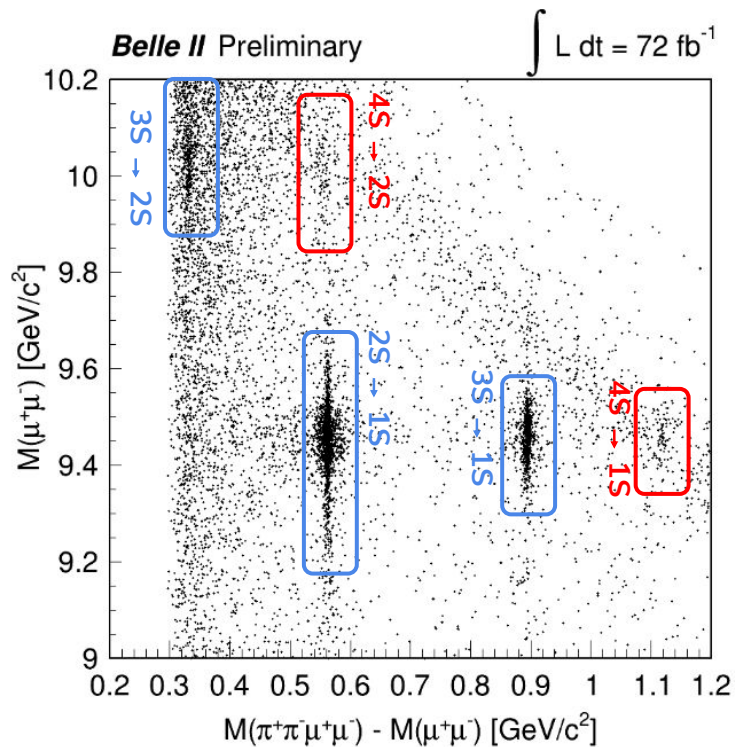 Belle II Preliminary
∫ L dt = 72 fb⁻¹
M(μ⁺μ⁻) [GeV/c²]
10.2
10
9.8
9.6
9.4
9.2
9
3S → 2S
4S → 2S
2S → 1S
3S → 1S
4S → 1S
0.2 0.3 0.4 0.5 0.6 0.7 0.8 0.9 1 1.1 1.2
M(π⁺π⁻μ⁺μ⁻) - M(μ⁺μ⁻) [GeV/c²]